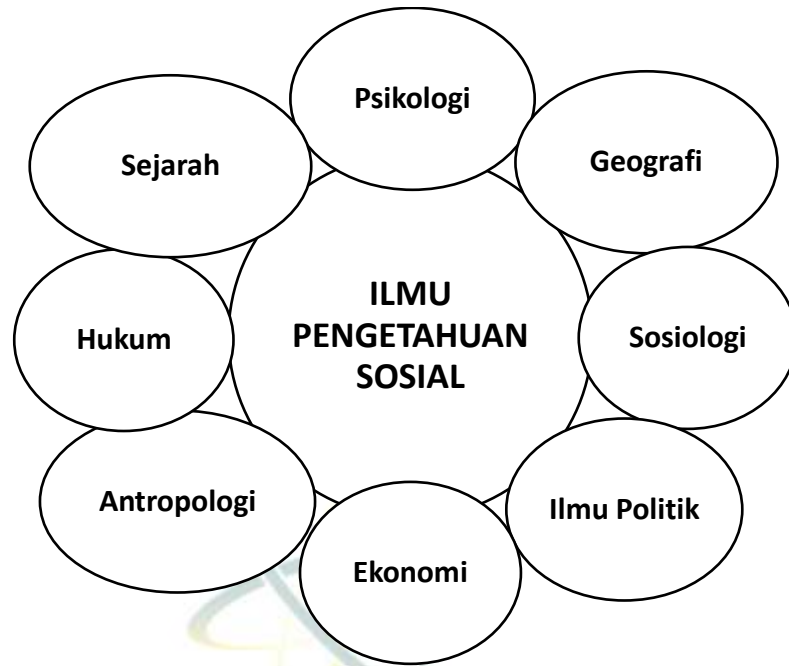 Psikologi
Sejarah
Geografi
ILMU
PENGETAHUAN
SOSIAL
Hukum
Sosiologi
Antropologi
Ilmu Politik
Ekonomi